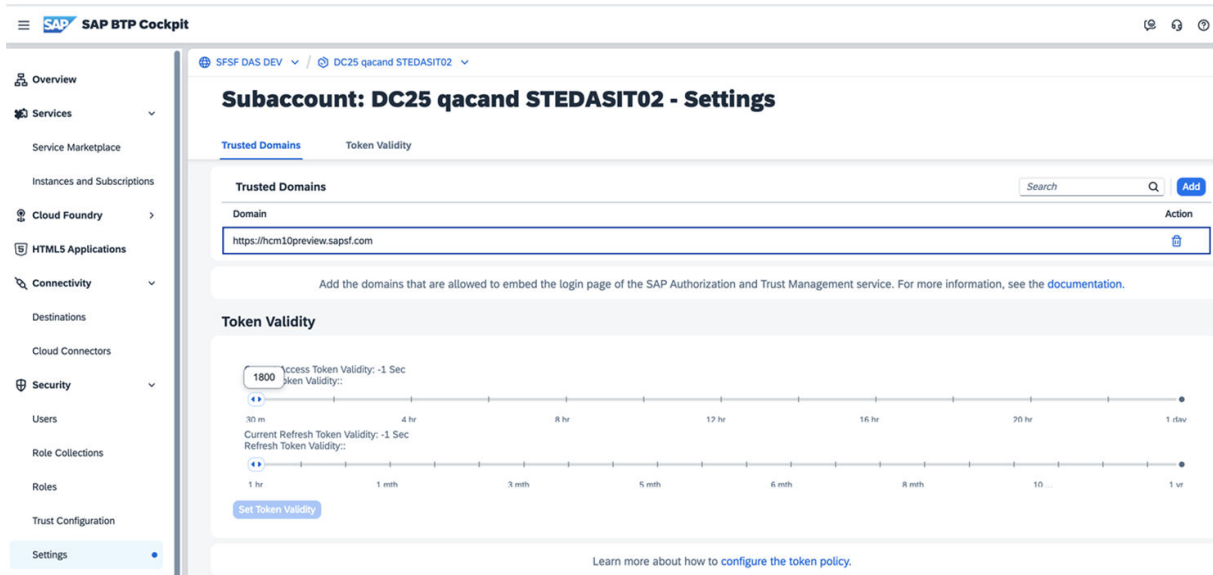 SAP SAP BTP Cockpit
SFSF DAS DEV / DC25 qacand STEDASIT02
Overview
Services
Service Marketplace
Instances and Subscriptions
Cloud Foundry
HTML5 Applications
Connectivity
Destinations
Cloud Connectors
Security
Users
Role Collections
Roles
Trust Configuration
Settings
Subaccount: DC25 qacand STEDASIT02 - Settings
Trusted Domains Token Validity
Trusted Domains Search Add
Domain Action
https://hcm10preview.sapsf.com
Add the domains that are allowed to embed the login page of the SAP Authorization and Trust Management service. For more information, see the documentation.
Token Validity
Access Token Validity: -1 Sec
1800
Validity::
30 m 4 hr 8 hr 12 hr 16 hr 20 hr 1 day
Current Refresh Token Validity: -1 Sec
Refresh Token Validity::
1 hr 1 mth 3 mth 5 mth 6 mth 8 mth 10 ... 1 yr
Set Token Validity
Learn more about how to configure the token policy.